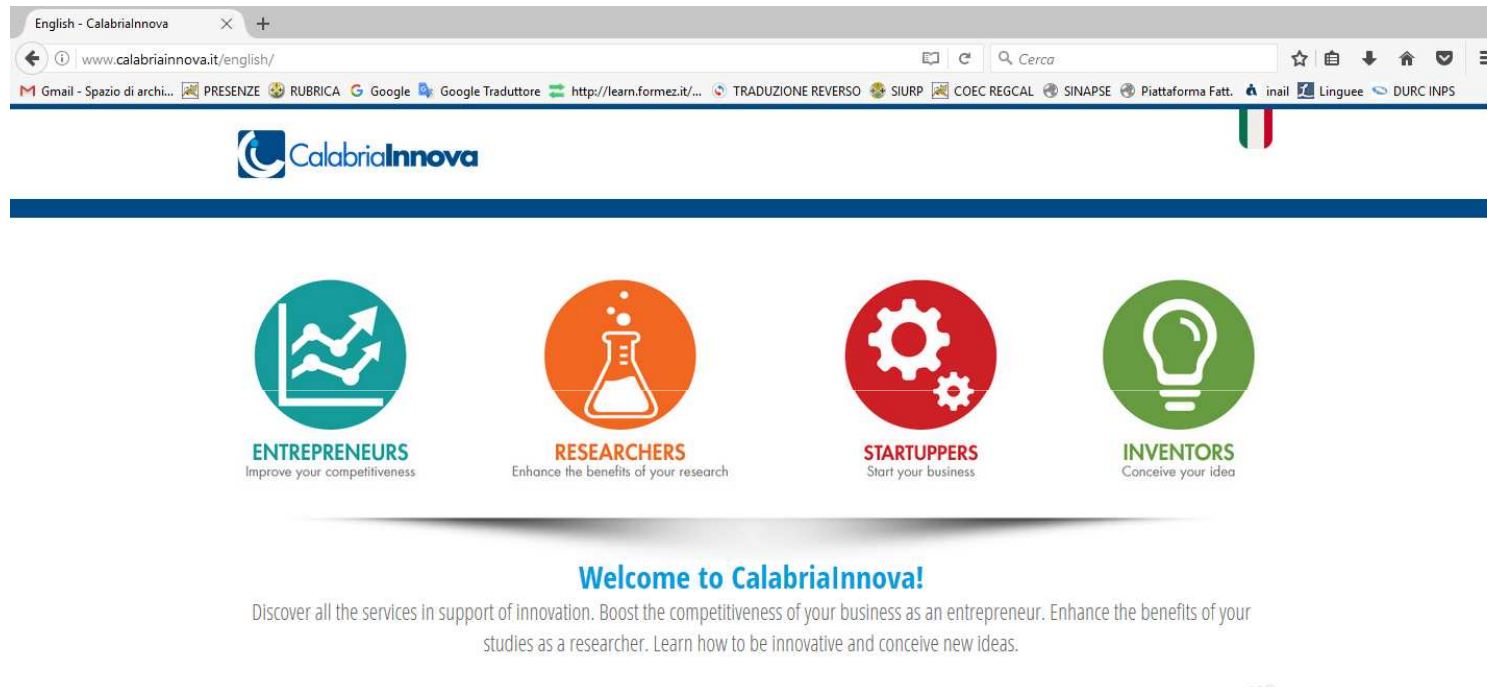 English - CalabriaInnova
www.calabriainnova.it/english/
Cerca
Gmail - Spazio di archi... PRESENZE RUBRICA Google Google Traduttore http://learn.formez.it/... TRADUZIONE REVERSO SIURP COEC REGCAL SINAPSE Piattaforma Fatt. inail Linguee DURC INPS
CalabriaInnova
ENTREPRENEURS RESEARCHERS STARTUPPERS INVENTORS
Improve your competitiveness Enhance the benefits of your research Start your business Conceive your idea
Welcome to CalabriaInnova!
Discover all the services in support of innovation. Boost the competitiveness of your business as an entrepreneur. Enhance the benefits of your
studies as a researcher. Learn how to be innovative and conceive new ideas.